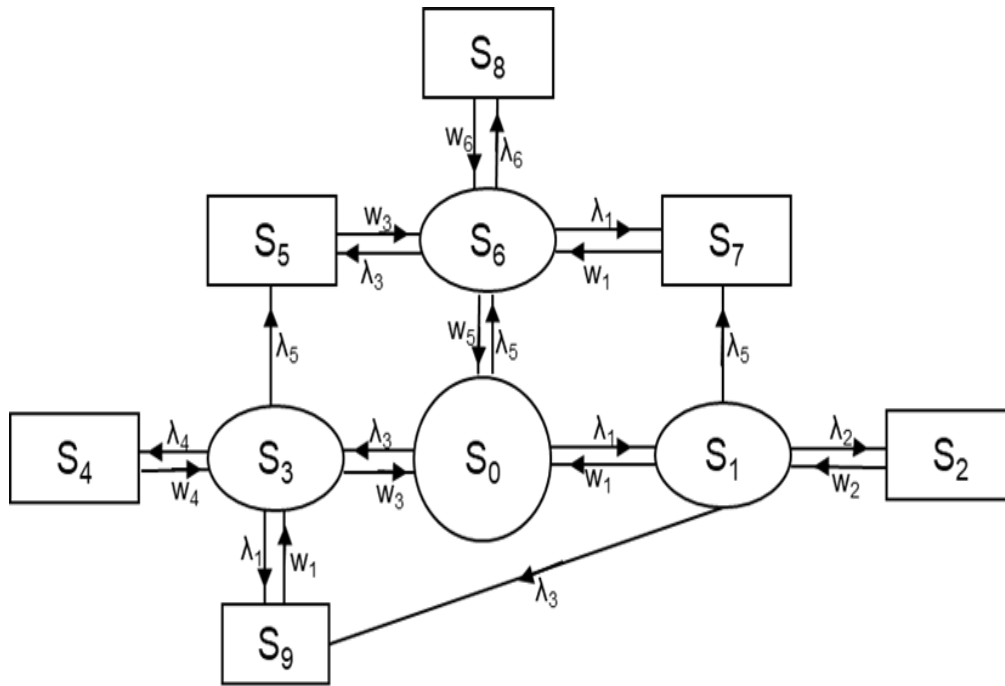 S₈
w₆ λ₆
S₅ w₃ λ₃ S₆ λ₁ w₁ S₇
λ₅ w₅ λ₅ λ₅
S₄ λ₄ w₄ S₃ λ₃ w₃ S₀ λ₁ w₁ S₁ λ₂ w₂ S₂
λ₁ w₁ λ₃
S₉